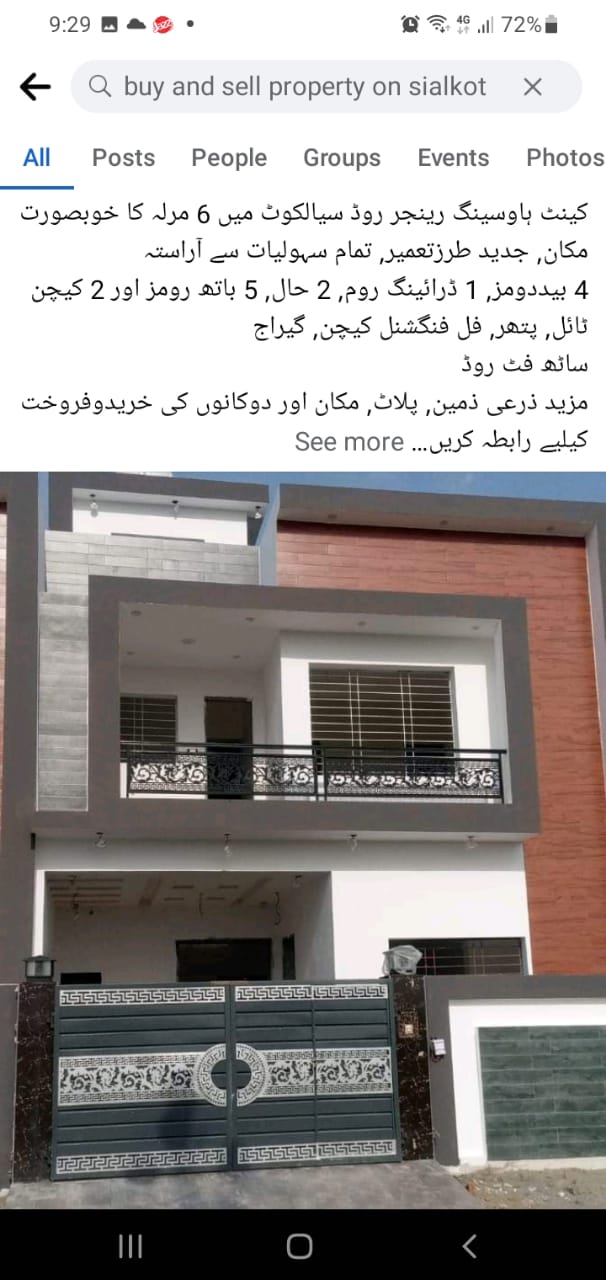 9:29
4G
72%
buy and sell property on sialkot
All Posts People Groups Events Photos
کینٹ ہاوسینگ رینجر روڈ سیالکوٹ میں 6 مرلہ کا خوبصورت
مکان, جدید طرزتعمیر, تمام سہولیات سے آراستہ
4 بیددومز, 1 ڈرائینگ روم, 2 حال, 5 باتھ رومز اور 2 کیچن
ٹائل, پتھر, فل فنگشنل کیچن, گیراج
ساٹھ فٹ روڈ
مزید ذرعی ذمین, پلاٹ, مکان اور دوکانوں کی خریدوفروخت
کیلیے رابطہ کریں... See more